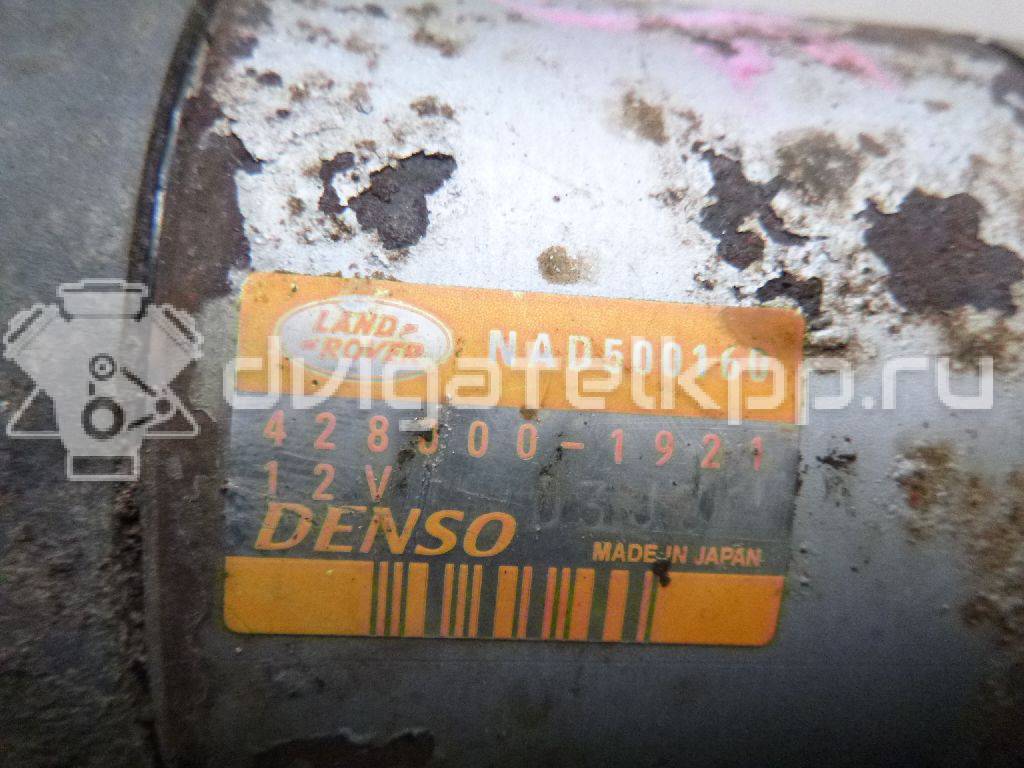 LAND
ROVER
NAD500160
dvigatelkpp.ru
428000-1921
12V
DENSO
MADE IN JAPAN